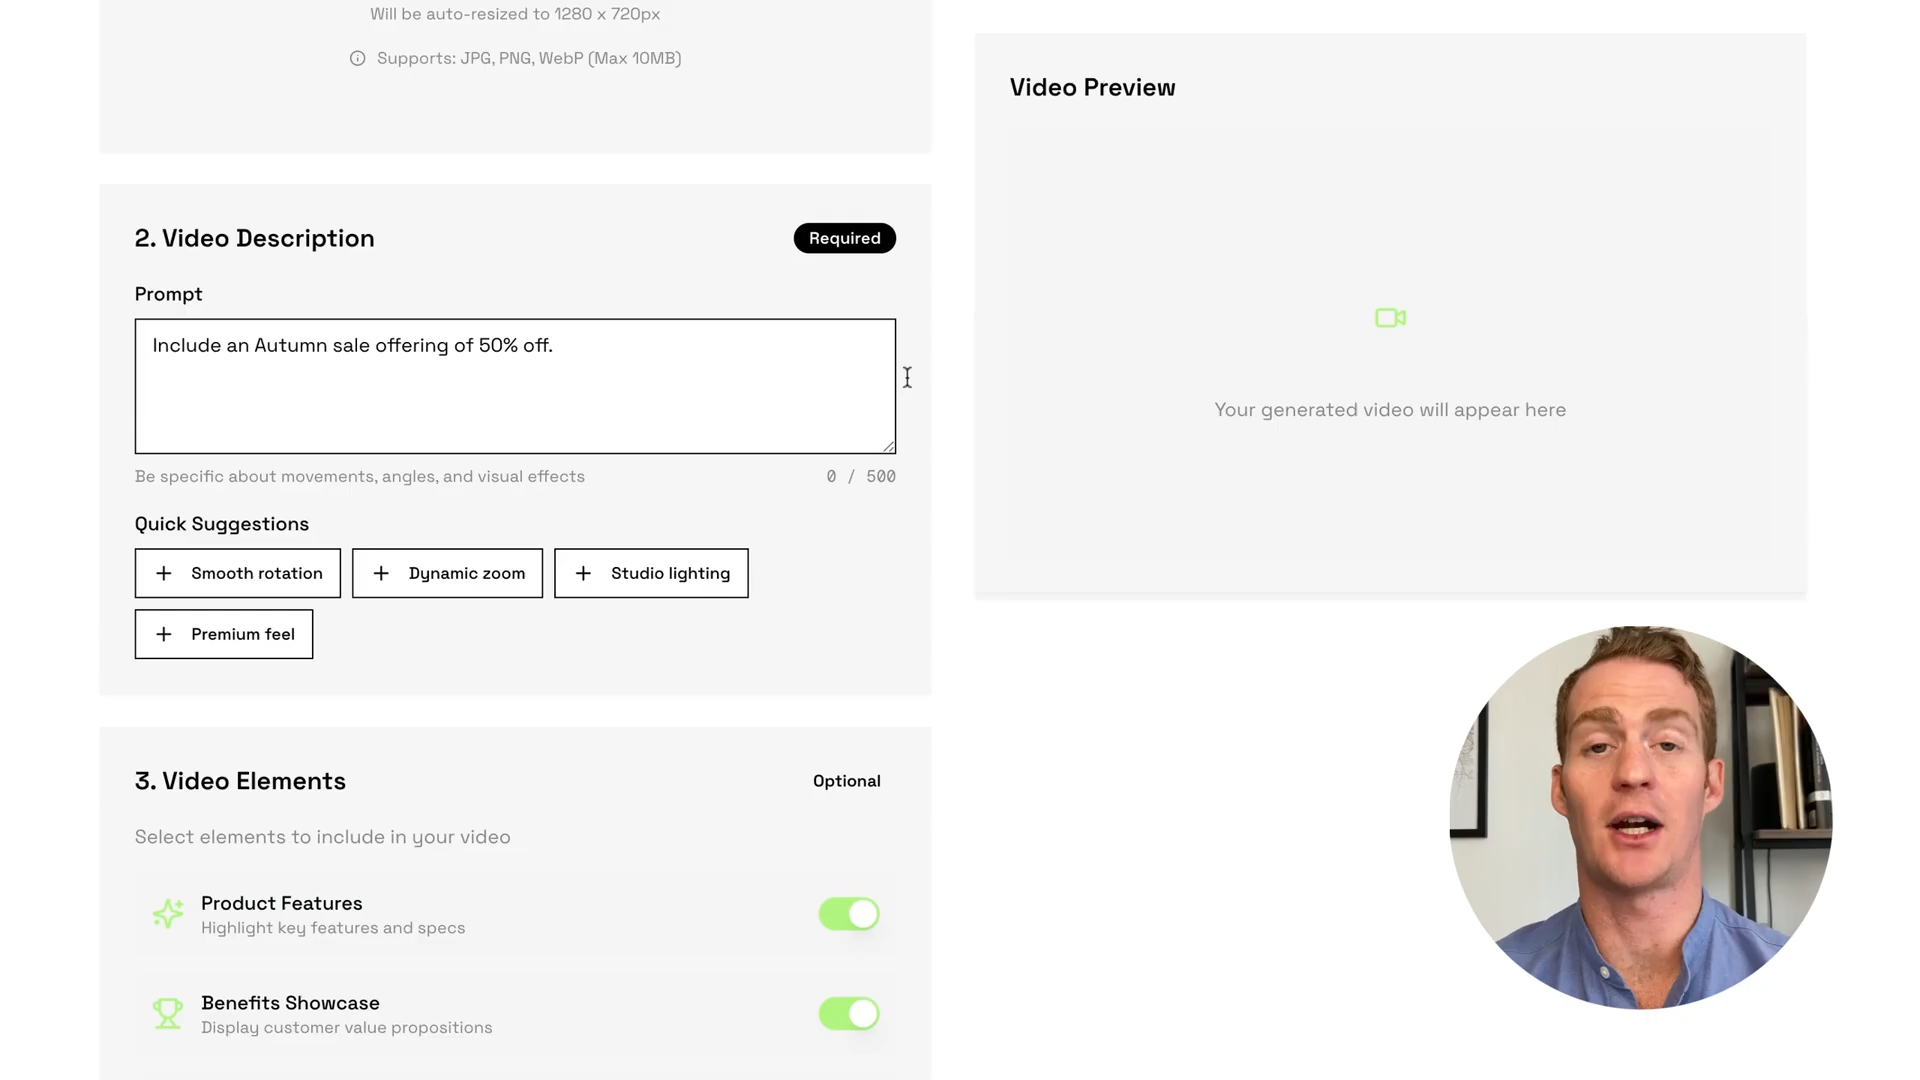 Will be auto-resized to 1280 x 720px
Supports: JPG, PNG, WebP (Max 10MB)
2. Video Description
Required
Prompt
Include an Autumn sale offering of 50% off.
Be specific about movements, angles, and visual effects
0 / 500
Quick Suggestions
+ Smooth rotation
+ Dynamic zoom
+ Studio lighting
+ Premium feel
3. Video Elements
Optional
Select elements to include in your video
Product Features
Highlight key features and specs
Benefits Showcase
Display customer value propositions
Video Preview
Your generated video will appear here